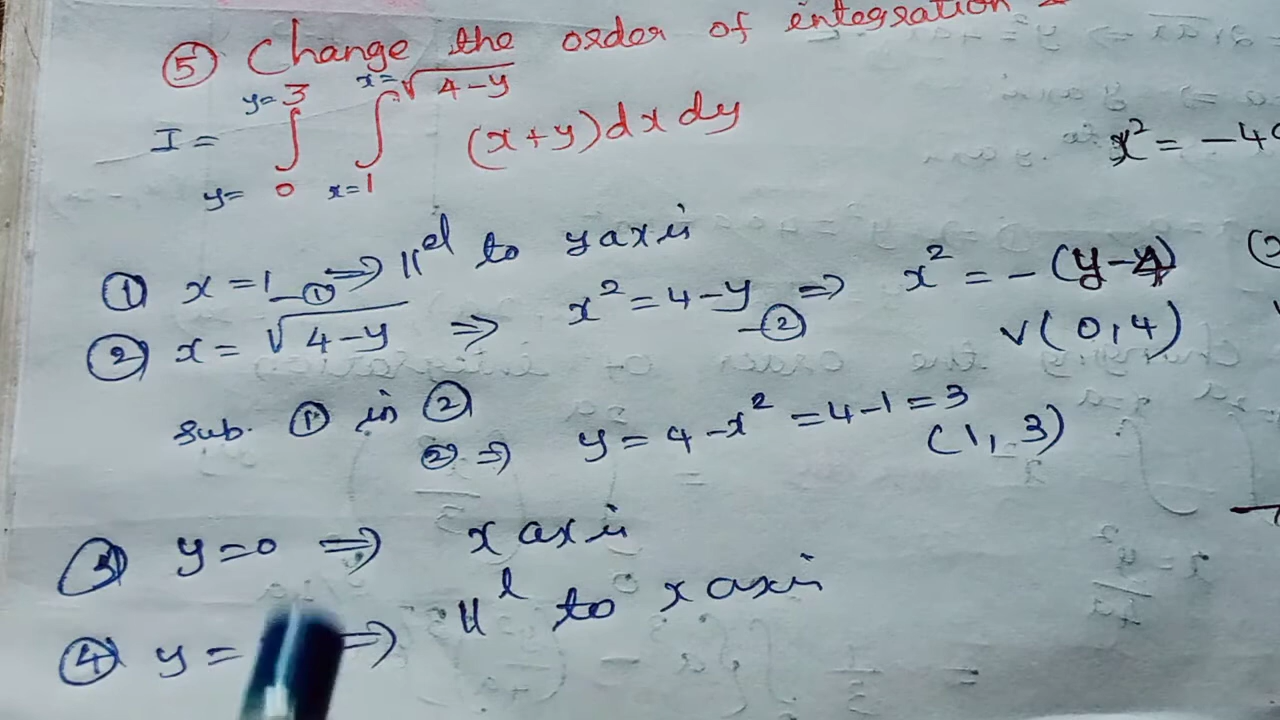 ⑤ Change the order of integration
I = ∫_{y=0}^{y=3} ∫_{x=1}^{x=√(4-y)} (x+y) dx dy
x² = -4
① x = 1 —① ⇒ ||el to y axis
② x = √(4-y) ⇒ x² = 4-y —② ⇒ x² = -(y-4)
V(0,4)
sub. ① in ②
② ⇒ y = 4-x² = 4-1 = 3
(1, 3)
③ y=0 ⇒ x axis
④ y = ⇒ ||l to x axis